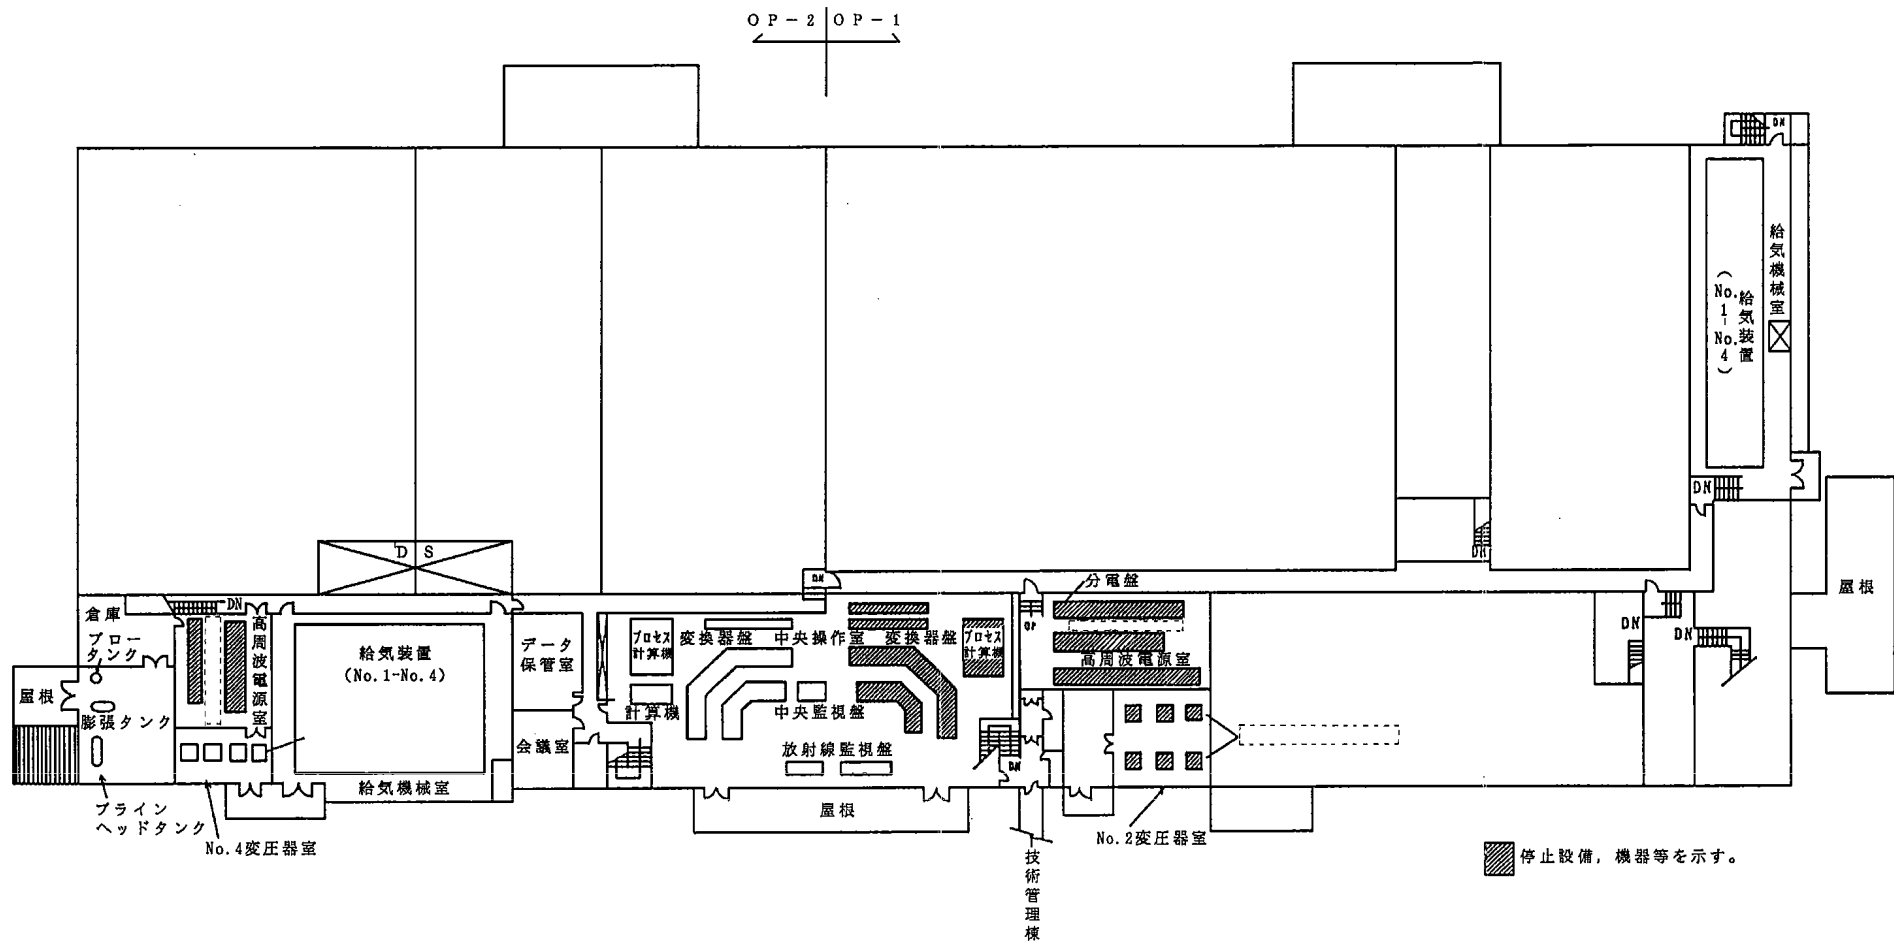 OP-2 OP-1
DN
給気機械室
給気装置
(No.1-No.4)
DN
DN
屋根
DS
DN
分電盤
倉庫
DN
ブロー
タンク
高周波電源室
給気装置
(No.1-No.4)
データ
保管室
プロセス
計算機
変換器盤
中央操作室
変換器盤
プロセス
計算機
高周波電源室
DN
DN
屋根
膨張タンク
計算機
中央監視盤
会議室
放射線監視盤
DN
給気機械室
屋根
ブライン
ヘッドタンク
No.4変圧器室
No.2変圧器室
技術管理棟
停止設備, 機器等を示す。